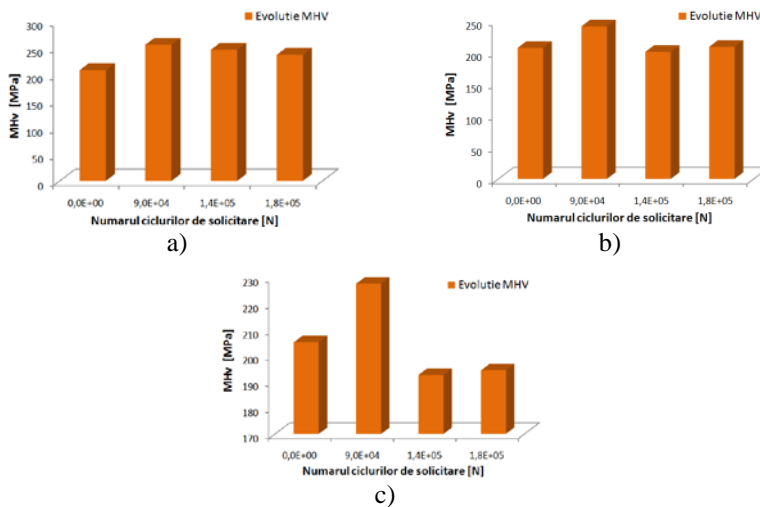 Evolutie MHV
300
250
200
150
100
50
0
MHv [MPa]
0,0E+00 9,0E+04 1,4E+05 1,8E+05
Numarul ciclurilor de solicitare [N]
a)
Evolutie MHV
250
200
150
100
50
0
MHv [MPa]
0,0E+00 9,0E+04 1,4E+05 1,8E+05
Numarul ciclurilor de solicitare [N]
b)
Evolutie MHV
230
220
210
200
190
180
170
MHv [MPa]
0,0E+00 9,0E+04 1,4E+05 1,8E+05
Numarul ciclurilor de solicitare [N]
c)